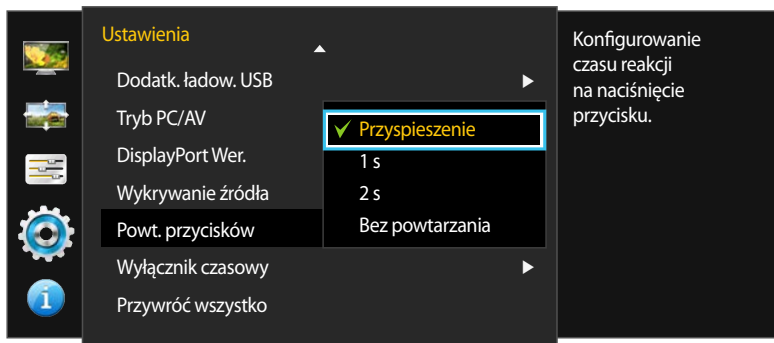 Ustawienia
Dodatk. ładow. USB
Tryb PC/AV
DisplayPort Wer.
Wykrywanie źródła
Powt. przycisków
Wyłącznik czasowy
Przywróć wszystko
Przyspieszenie
1 s
2 s
Bez powtarzania
Konfigurowanie
czasu reakcji
na naciśnięcie
przycisku.